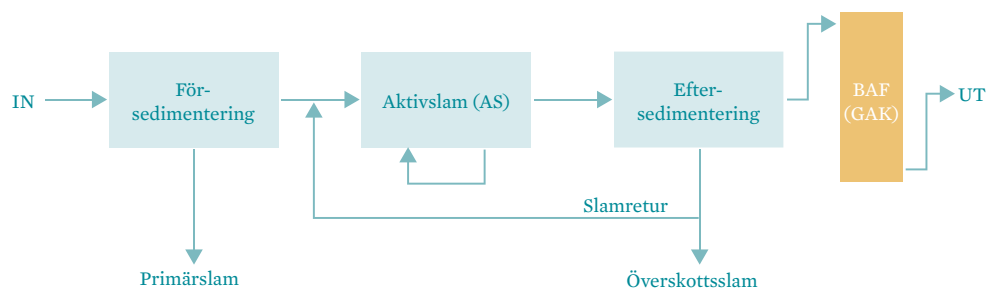 IN
För-
sedimentering
Aktivslam (AS)
Efter-
sedimentering
BAF
(GAK)
UT
Slamretur
Primärslam
Överskottsslam